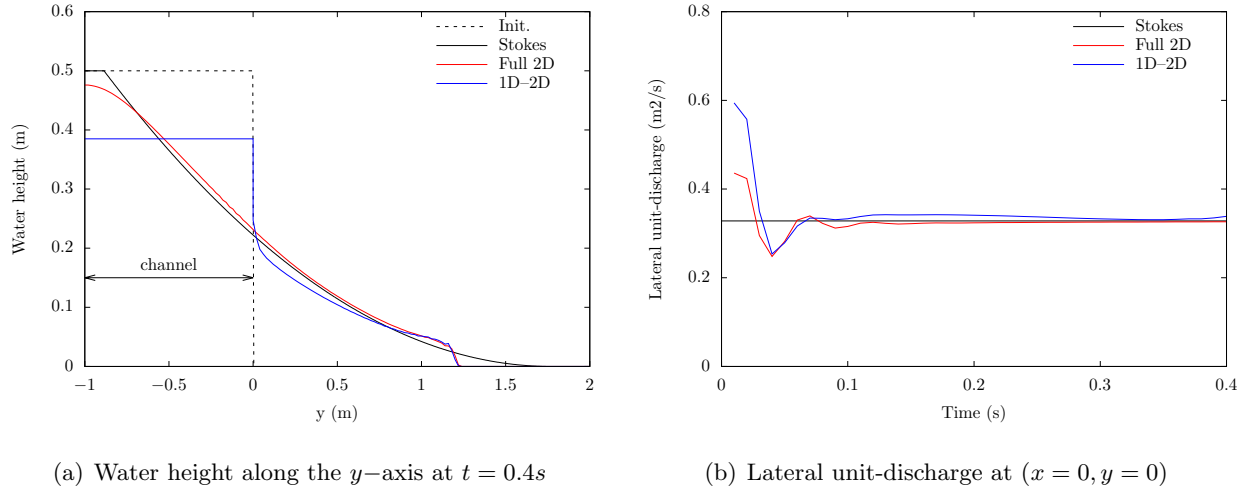 0.6
0.5
0.4
0.3
0.2
0.1
0
−1
−0.5
0
0.5
1
1.5
2
Water height (m)
y (m)
Init.
Stokes
Full 2D
1D–2D
channel
0.8
0.6
0.4
0.2
0
0
0.1
0.2
0.3
0.4
Lateral unit-discharge (m2/s)
Time (s)
Stokes
Full 2D
1D–2D
(a) Water height along the y−axis at t = 0.4s
(b) Lateral unit-discharge at (x = 0, y = 0)